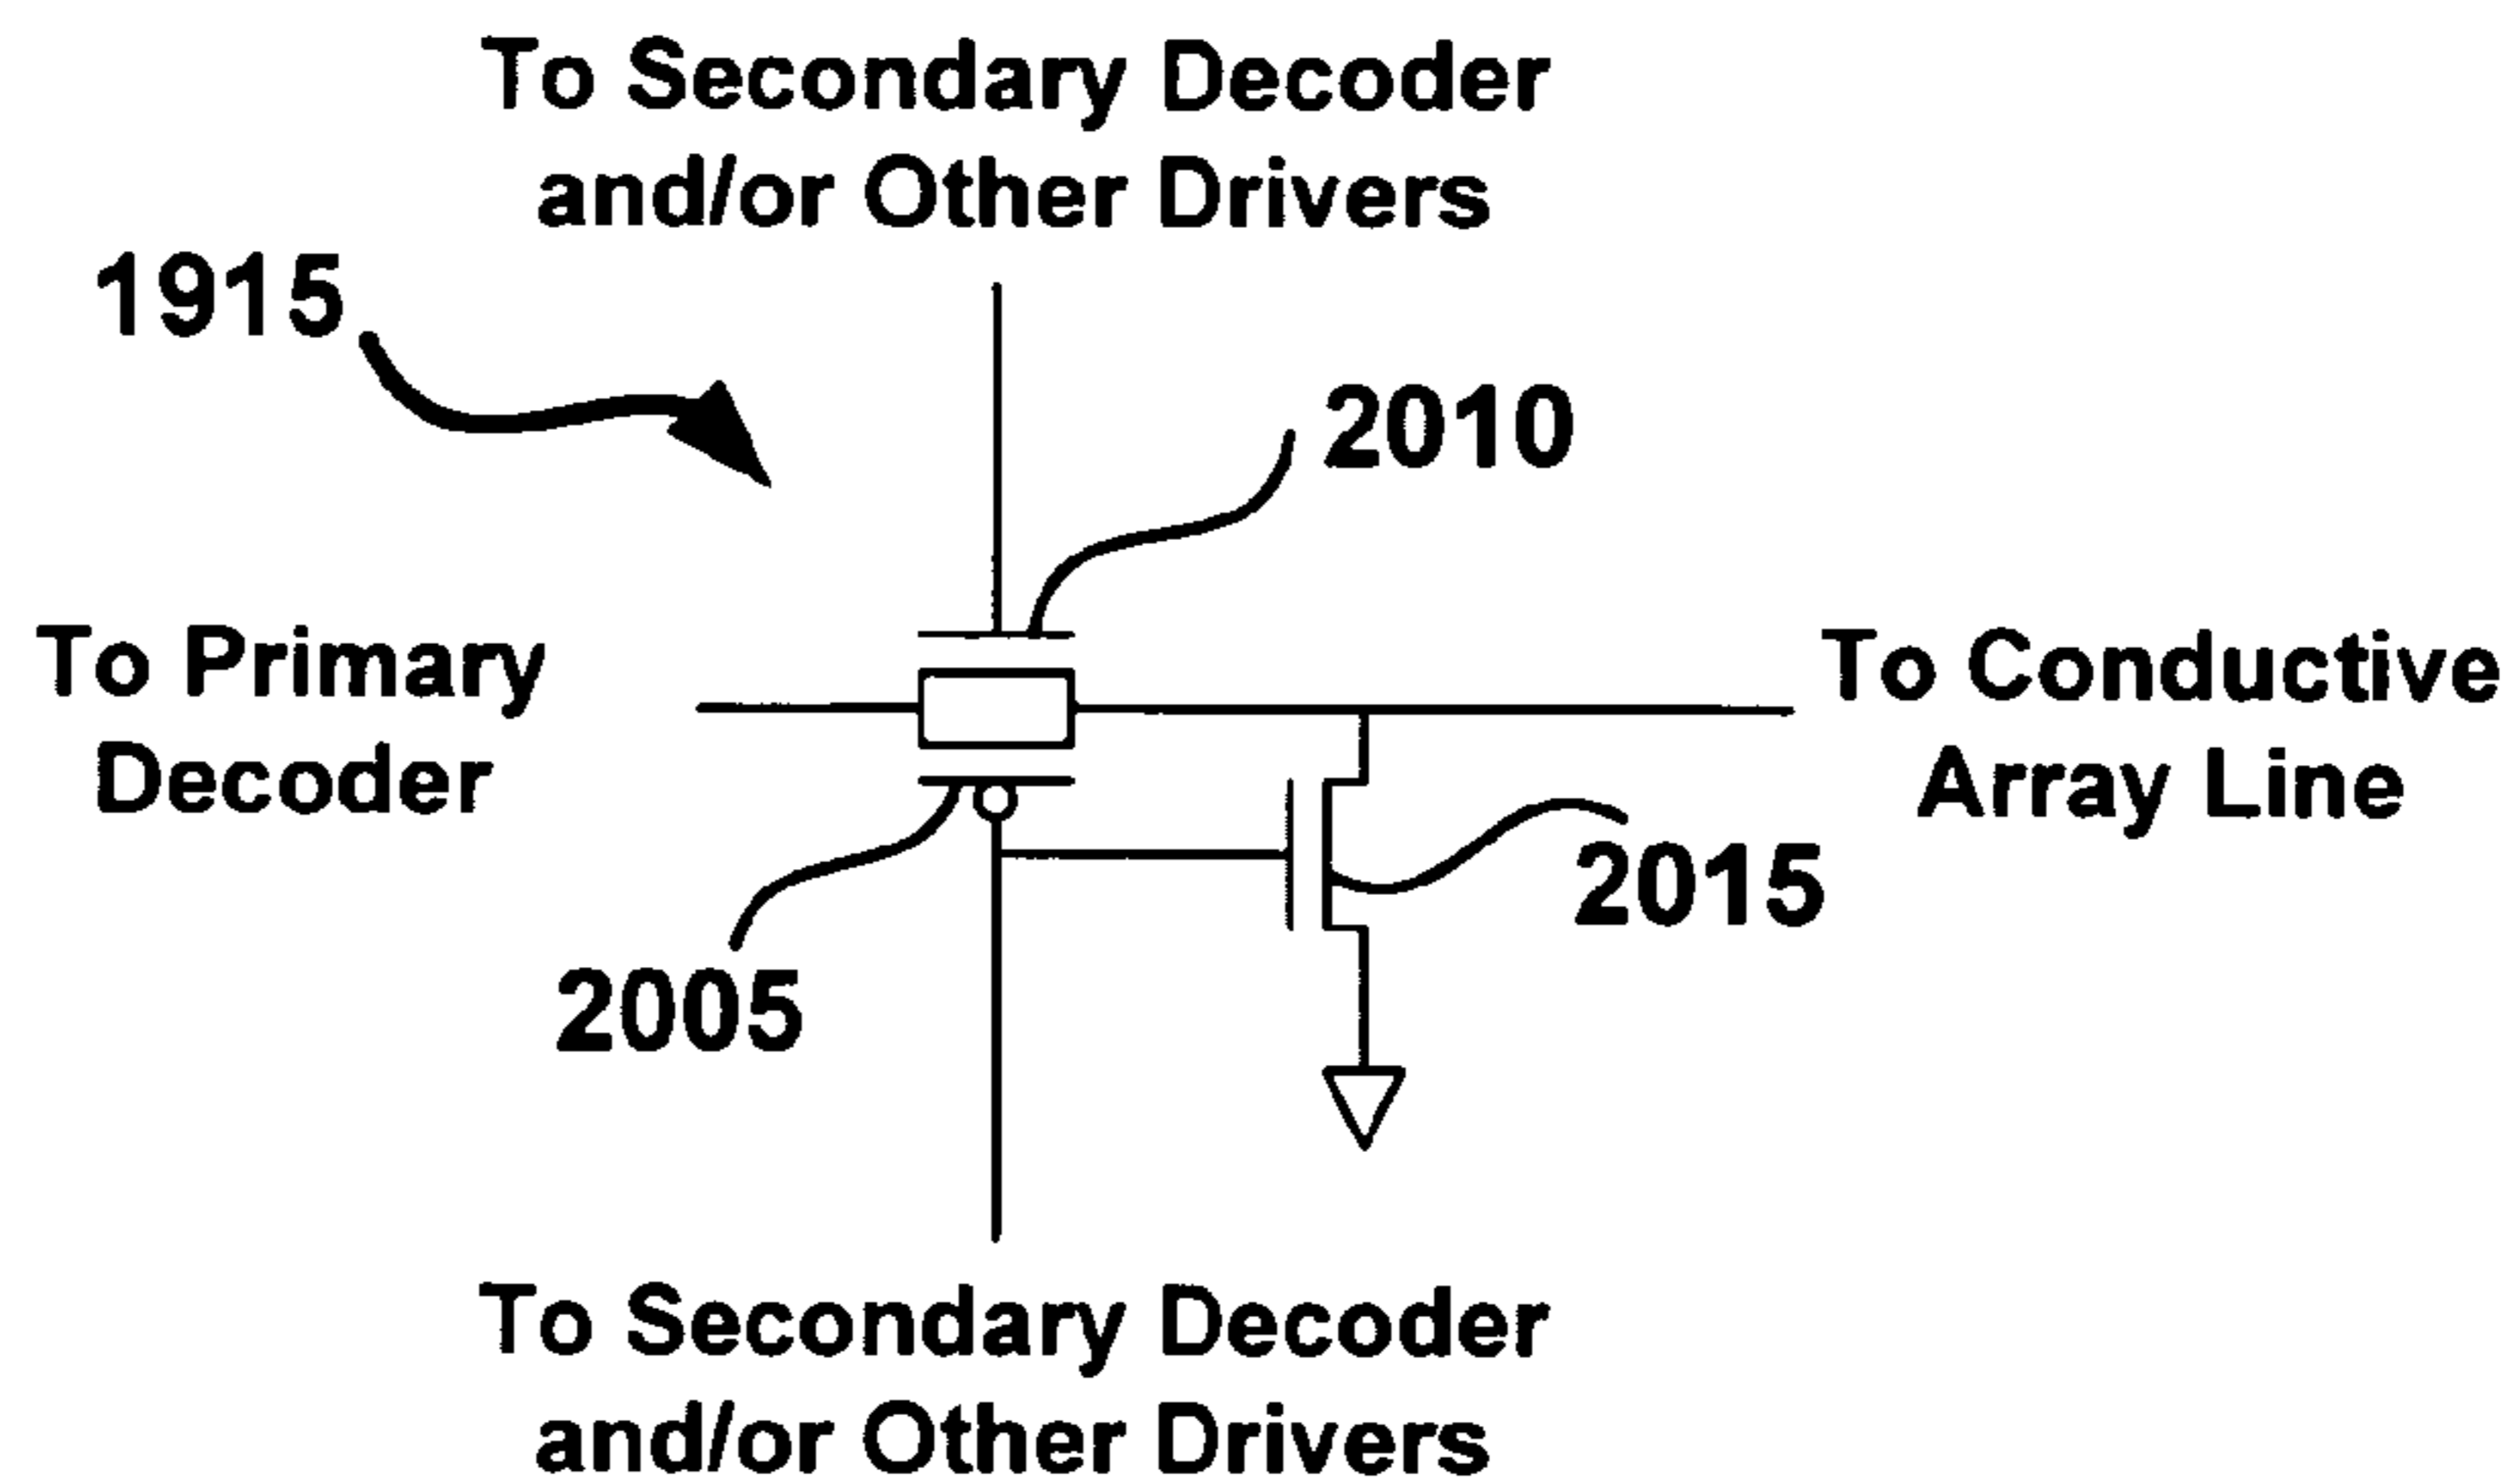 To Secondary Decoder
and/or Other Drivers
1915
2010
To Primary
Decoder
To Conductive
Array Line
2015
2005
To Secondary Decoder
and/or Other Drivers